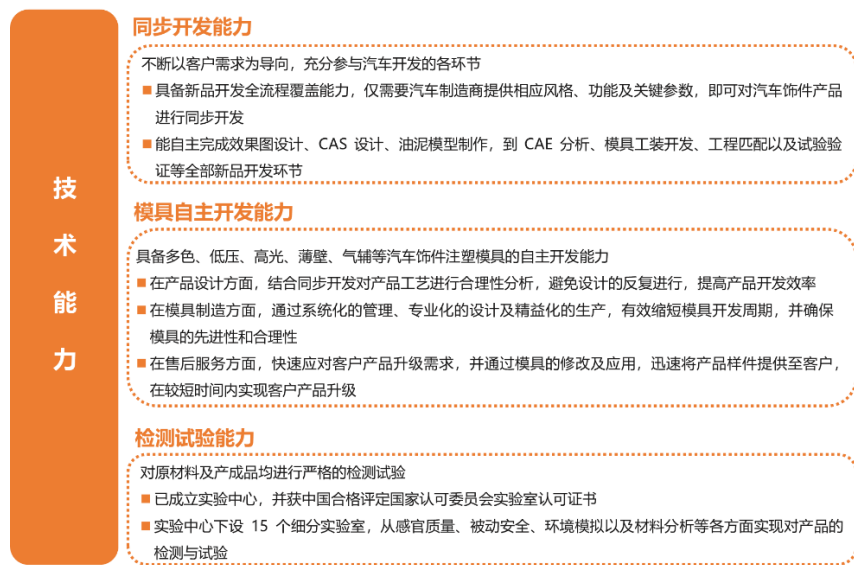 技
术
能
力
同步开发能力
不断以客户需求为导向，充分参与汽车开发的各环节
■具备新品开发全流程覆盖能力，仅需要汽车制造商提供相应风格、功能及关键参数，即可对汽车饰件产品
进行同步开发
■能自主完成效果图设计、CAS 设计、油泥模型制作，到 CAE 分析、模具工装开发、工程匹配以及试验验
证等全部新品开发环节
模具自主开发能力
具备多色、低压、高光、薄壁、气辅等汽车饰件注塑模具的自主开发能力
■在产品设计方面，结合同步开发对产品工艺进行合理性分析，避免设计的反复进行，提高产品开发效率
■在模具制造方面，通过系统化的管理、专业化的设计及精益化的生产，有效缩短模具开发周期，并确保
模具的先进性和合理性
■在售后服务方面，快速应对客户产品升级需求，并通过模具的修改及应用，迅速将产品样件提供至客户，
在较短时间内实现客户产品升级
检测试验能力
对原材料及产成品均进行严格的检测试验
■已成立实验中心，并获中国合格评定国家认可委员会实验室认可证书
■实验中心下设 15 个细分实验室，从感官质量、被动安全、环境模拟以及材料分析等各方面实现对产品的
检测与试验